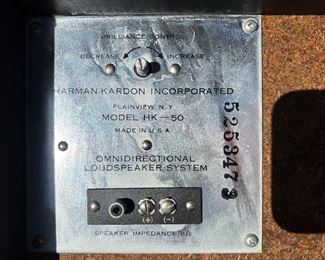 BRILLIANCE CONTROL
DECREASE INCREASE
HARMAN-KARDON INCORPORATED
PLAINVIEW, N.Y
MODEL HK-50
MADE IN U S A
5253473
OMNIDIRECTIONAL
LOUDSPEAKER SYSTEM
(+) (-)
SPEAKER IMPEDANCE 8Ω